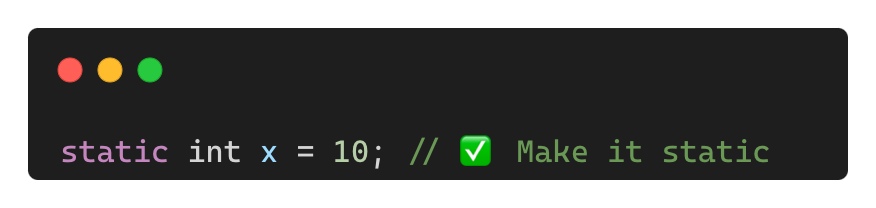 static int x = 10; // ✅ Make it static